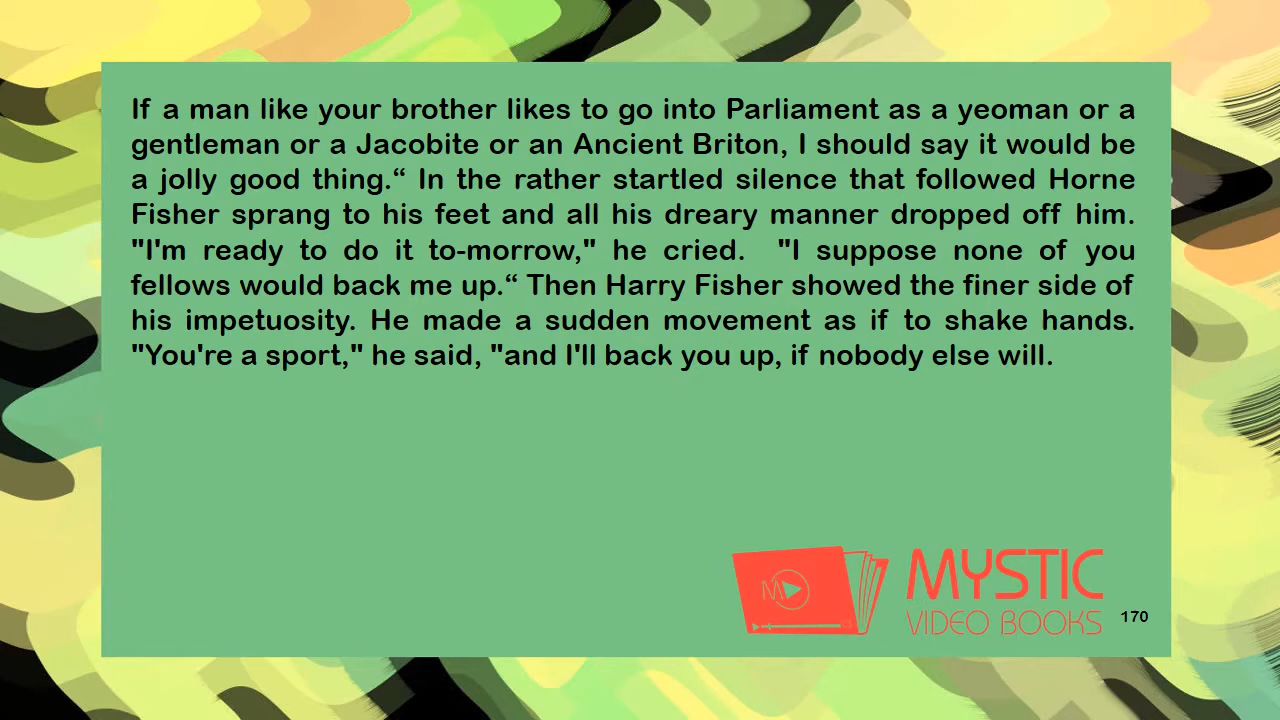 If a man like your brother likes to go into Parliament as a yeoman or a
gentleman or a Jacobite or an Ancient Briton, I should say it would be
a jolly good thing.“ In the rather startled silence that followed Horne
Fisher sprang to his feet and all his dreary manner dropped off him.
"I'm ready to do it to-morrow," he cried.  "I suppose none of you
fellows would back me up.“ Then Harry Fisher showed the finer side of
his impetuosity. He made a sudden movement as if to shake hands.
"You're a sport," he said, "and I'll back you up, if nobody else will.
M
MYSTIC
VIDEO BOOKS
170